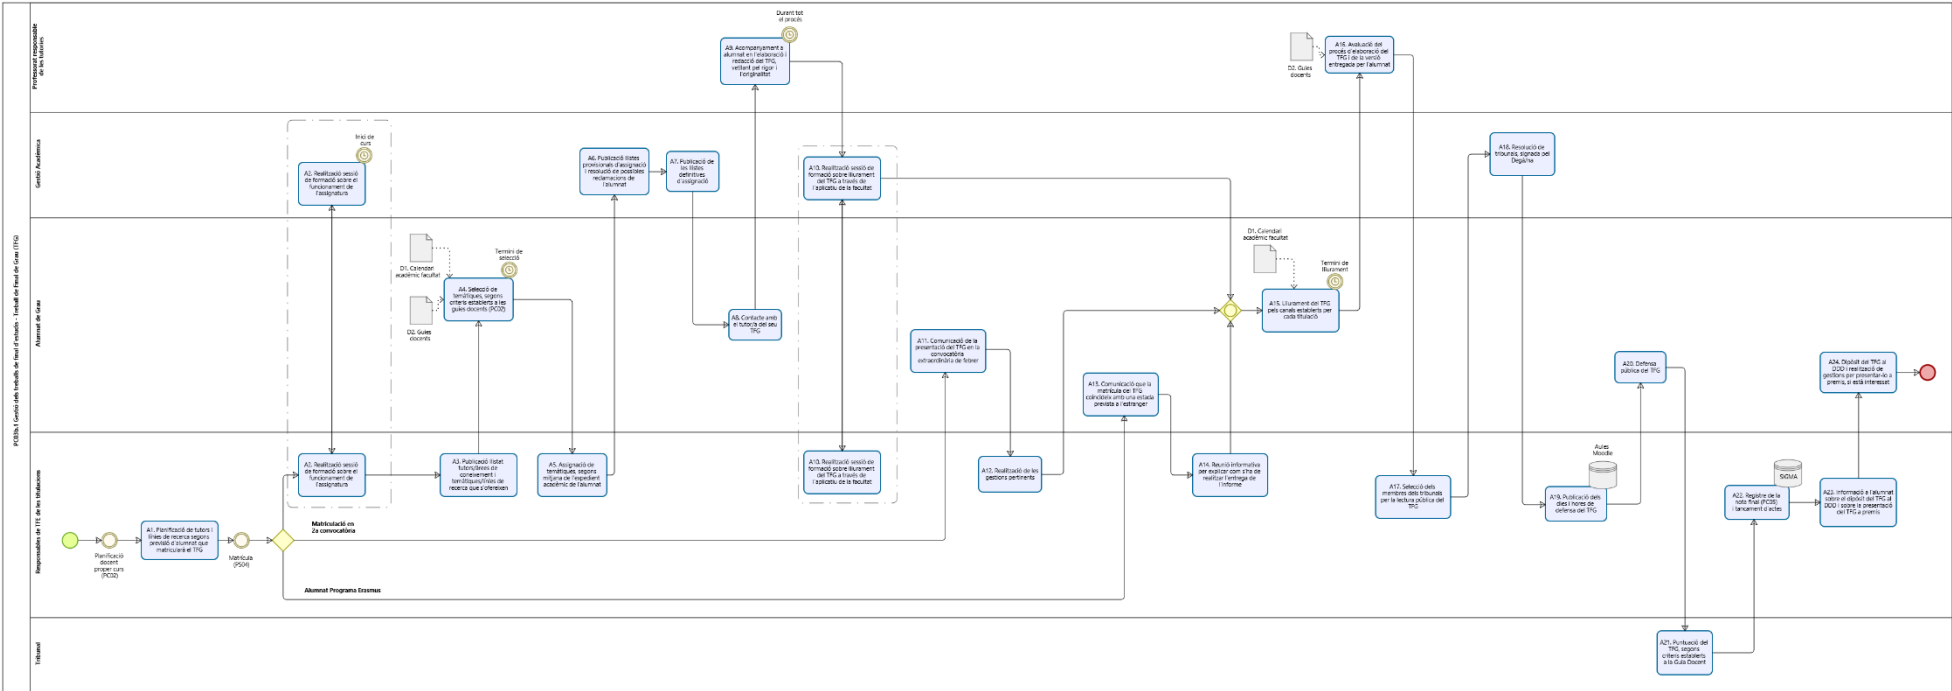 PC03b.1 Gestió dels treballs de final d'estudis - Treball de Final de Grau (TFG)
Professorat responsable
de les tutories
Durant tot
el procés
A9. Acompanyament a
alumnat en l'elaboració i
redacció del TFG,
vetllant pel rigor i
l'originalitat
D2. Guies
docents
A16. Avaluació del
procés d'elaboració del
TFG i de la versió
entregada per l'alumnat
Gestió Acadèmica
Inici de
curs
A2. Realització sessió
de formació sobre el
funcionament de
l'assignatura
A6. Publicació llistes
provisionals d'assignació
i resolució de possibles
reclamacions de
l'alumnat
A7. Publicació de
les llistes
definitives
d'assignació
A10. Realització sessió de
formació sobre lliurament
del TFG a través de
l'aplicatiu de la facultat
A18. Resolució de
tribunals, signada pel
Degà/na
Alumnat de Grau
D1. Calendari
acadèmic facultat
D2. Guies
docents
Termini de
selecció
A4. Selecció de
temàtiques, segons
criteris establerts a les
guies docents (PC02)
A8. Contacte amb
el tutor/a del seu
TFG
A11. Comunicació de la
presentació del TFG en la
convocatòria
extraordinària de febrer
A13. Comunicació que la
matrícula del TFG
coincideix amb una estada
prevista a l'estranger
D1. Calendari
acadèmic facultat
Termini de
lliurament
A15. Lliurament del TFG
pels canals establerts per
cada titulació
A20. Defensa
pública del TFG
A24. Dipòsit del TFG al
DDD i realització de
gestions per presentar-lo a
premis, si està interessat
Responsables de TFE de les titulacions
Planificació
docent
proper curs
(PC02)
A1. Planificació de tutors i
línies de recerca segons
previsió d'alumnat que
matricularà el TFG
Matrícula
(PS04)
Matriculació en
2a convocatòria
Alumnat Programa Erasmus
A2. Realització sessió
de formació sobre el
funcionament de
l'assignatura
A3. Publicació llistat
tutors/àrees de
coneixement i
temàtiques/línies de
recerca que s'ofereixen
A5. Assignació de
temàtiques, segons
mitjana de l'expedient
acadèmic de l'alumnat
A10. Realització sessió de
formació sobre lliurament
del TFG a través de
l'aplicatiu de la facultat
A12. Realització de les
gestions pertinents
A14. Reunió informativa
per explicar com s'ha de
realitzar l'entrega de
l'informe
A17. Selecció dels
membres dels tribunals
per la lectura pública del
TFG
Aules
Moodle
A19. Publicació dels
dies i hores de
defensa del TFG
SIGMA
A22. Registre de la
nota final (PC05)
i tancament d'actes
A23. Informació a l'alumnat
sobre el dipòsit del TFG al
DDD i sobre la presentació
del TFG a premis
Tribunal
A21. Puntuació del
TFG, segons
criteris establerts
a la Guia Docent